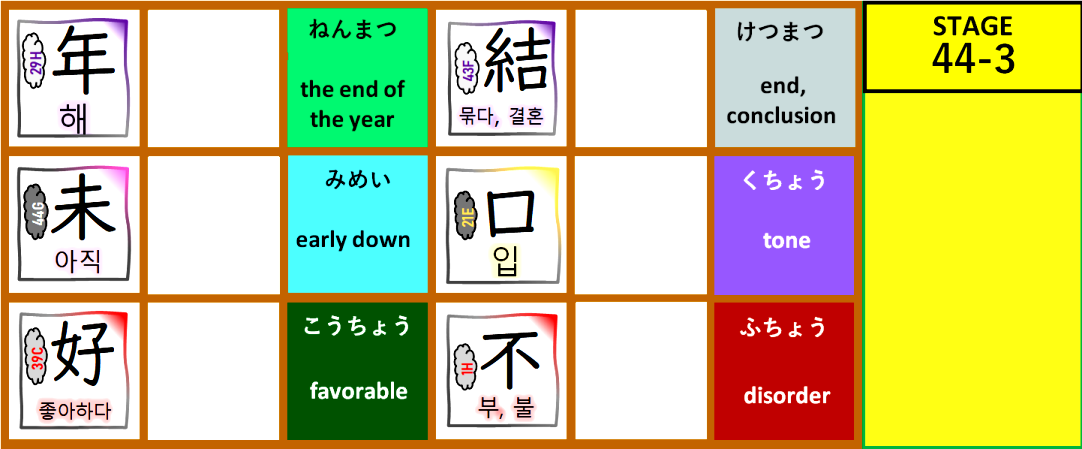 29H
年
해
ねんまつ
the end of
the year
43F
結
묶다, 결혼
けつまつ
end,
conclusion
STAGE
44-3
44G
未
아직
みめい
early down
21E
口
입
くちょう
tone
39C
好
좋아하다
こうちょう
favorable
1H
不
부, 불
ふちょう
disorder